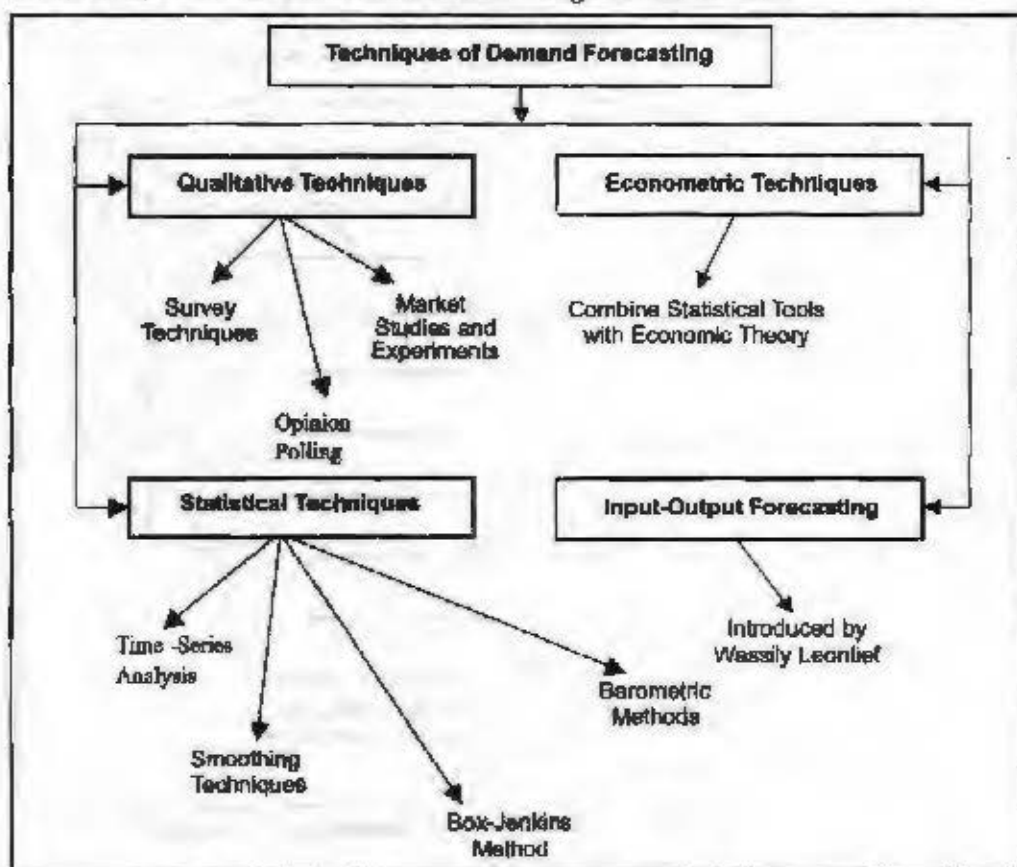 Techniques of Demand Forecasting
Qualitative Techniques
Econometric Techniques
Survey
Techniques
Market
Studies and
Experiments
Combine Statistical Tools
with Economic Theory
Opinion
Polling
Statistical Techniques
Input-Output Forecasting
Time -Series
Analysis
Introduced by
Wassily Leontief
Barometric
Methods
Smoothing
Techniques
Box-Jenkins
Method